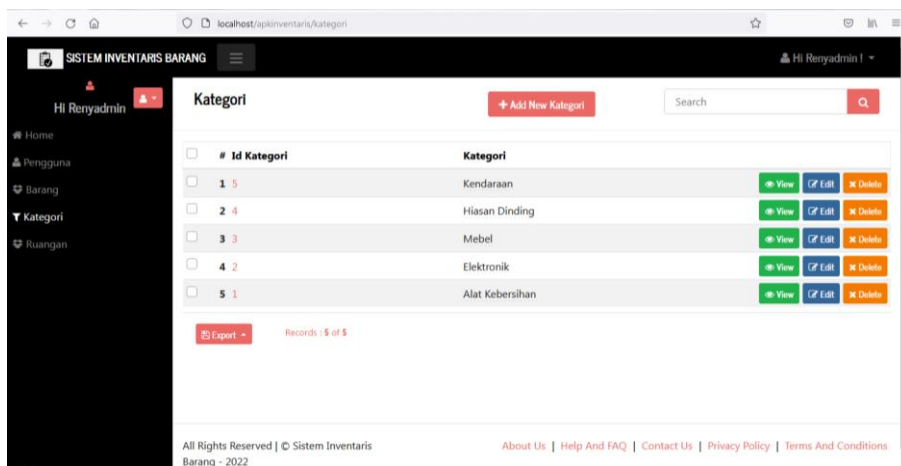 localhost/apkinventaris/kategori
SISTEM INVENTARIS BARANG
Hi Renyadmin !
Hi Renyadmin
Home
Pengguna
Barang
Kategori
Ruangan
Kategori
+ Add New Kategori
Search
# Id Kategori Kategori
1 5 Kendaraan View Edit Delete
2 4 Hiasan Dinding View Edit Delete
3 3 Mebel View Edit Delete
4 2 Elektronik View Edit Delete
5 1 Alat Kebersihan View Edit Delete
Export
Records : 5 of 5
All Rights Reserved | © Sistem Inventaris
Barang - 2022
About Us | Help And FAQ | Contact Us | Privacy Policy | Terms And Conditions